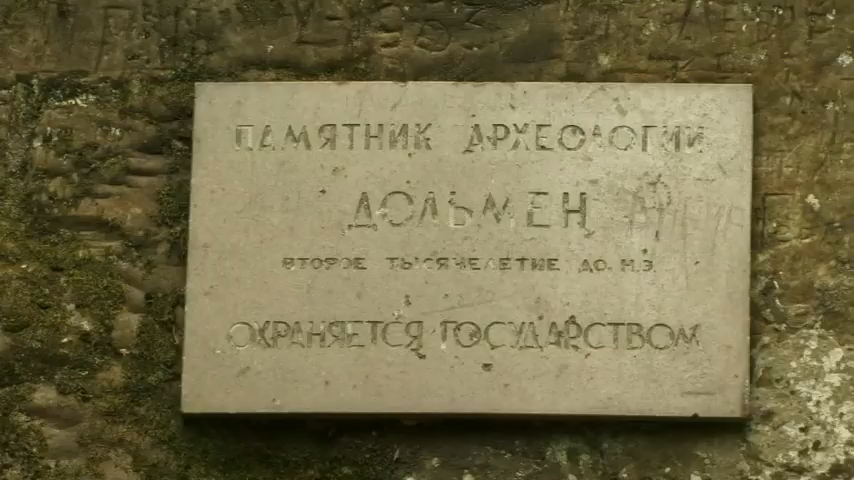 ПАМЯТНИК АРХЕОЛОГИИ
ДОЛЬМЕН
ВТОРОЕ ТЫСЯЧЕЛЕТИЕ ДО. Н.Э.
ОХРАНЯЕТСЯ ГОСУДАРСТВОМ